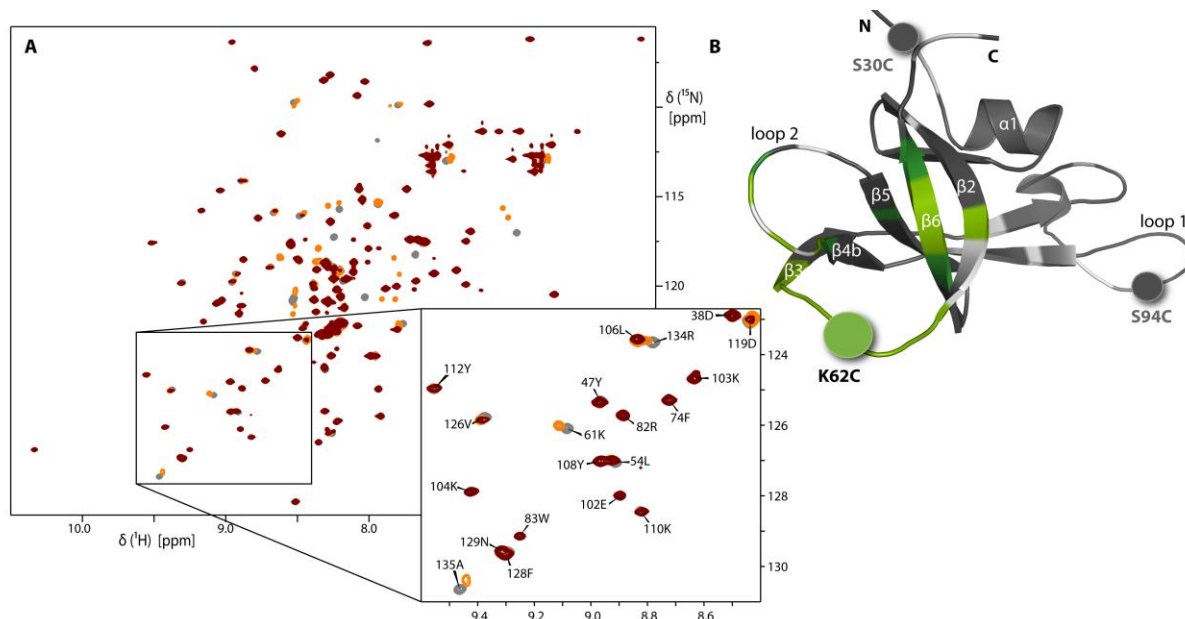 A
δ (¹⁵N)
[ppm]
115
120
10.0
9.0
8.0
δ (¹H) [ppm]
38D
106L
134R
119D
124
112Y
47Y
103K
126V
82R
74F
61K
126
108Y
54L
104K
102E
128
83W
110K
129N
128F
135A
130
9.4
9.2
9.0
8.8
8.6
B
N
C
S30C
α1
loop 2
β5
β6
β2
β4b
β3
loop 1
K62C
S94C